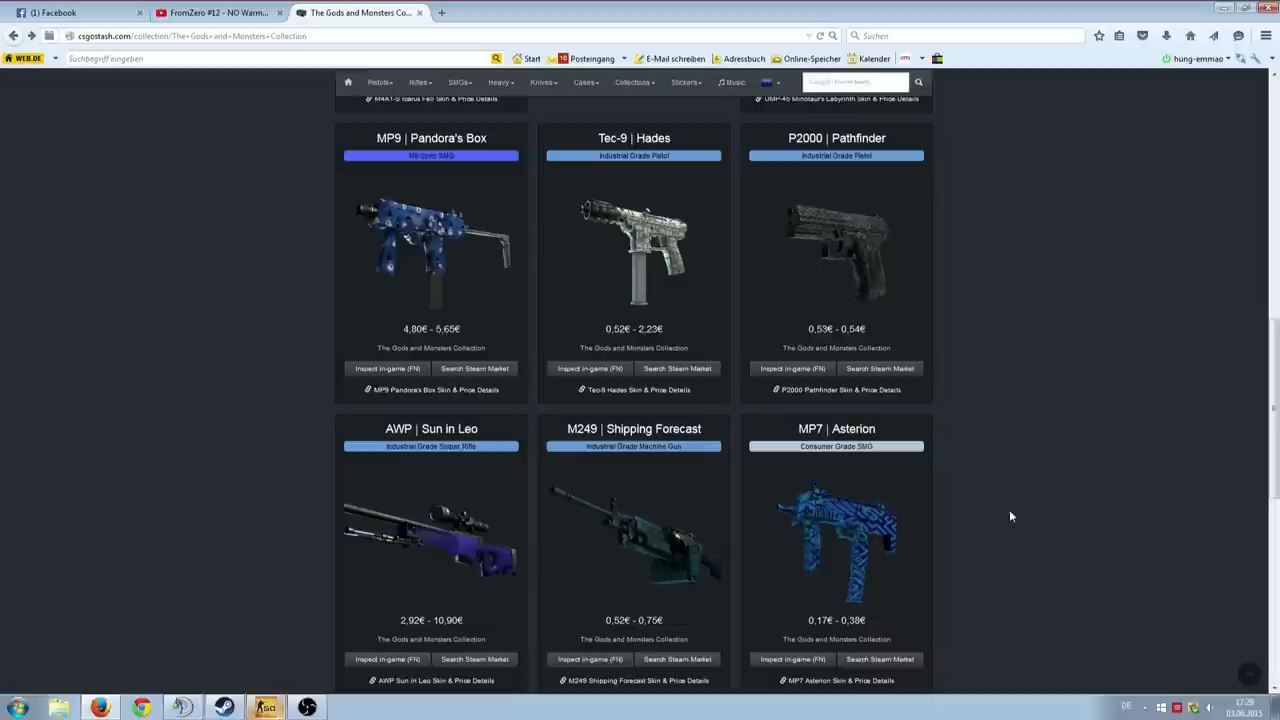 (1) Facebook
FromZero #12 - NO Warm...
The Gods and Monsters Co...
csgostash.com/collection/The+Gods+and+Monsters+Collection
Suchen
WEB.DE
Suchbegriff eingeben
Start
Posteingang
E-Mail schreiben
Adressbuch
Online-Speicher
Kalender
hung-emmao
Pistols
Rifles
SMGs
Heavy
Knives
Cases
Collections
Stickers
Music
M4A1-S Icarus Fell Skin & Price Details
UMP-45 Minotaur's Labyrinth Skin & Price Details
MP9 | Pandora's Box
Tec-9 | Hades
P2000 | Pathfinder
Mil-Spec SMG
Industrial Grade Pistol
Industrial Grade Pistol
4,80€ - 5,65€
0,52€ - 2,23€
0,53€ - 0,54€
The Gods and Monsters Collection
The Gods and Monsters Collection
The Gods and Monsters Collection
Inspect in-game (FN)
Search Steam Market
Inspect in-game (FN)
Search Steam Market
Inspect in-game (FN)
Search Steam Market
MP9 Pandora's Box Skin & Price Details
Tec-9 Hades Skin & Price Details
P2000 Pathfinder Skin & Price Details
AWP | Sun in Leo
M249 | Shipping Forecast
MP7 | Asterion
Industrial Grade Sniper Rifle
Industrial Grade Machine Gun
Consumer Grade SMG
2,92€ - 10,90€
0,52€ - 0,75€
0,17€ - 0,38€
The Gods and Monsters Collection
The Gods and Monsters Collection
The Gods and Monsters Collection
Inspect in-game (FN)
Search Steam Market
Inspect in-game (FN)
Search Steam Market
Inspect in-game (FN)
Search Steam Market
AWP Sun in Leo Skin & Price Details
M249 Shipping Forecast Skin & Price Details
MP7 Asterion Skin & Price Details
GO
DE
17:29
03.06.2015